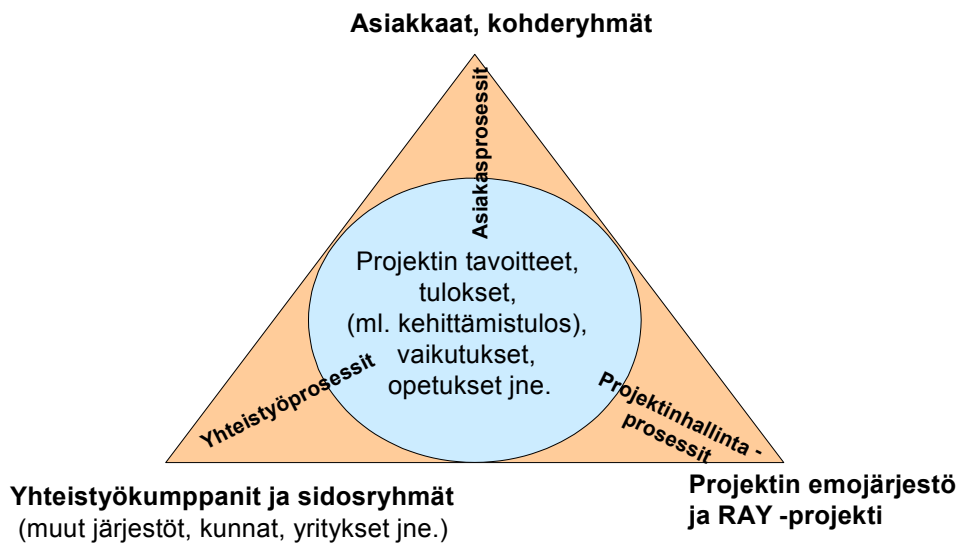 Asiakkaat, kohderyhmät
Asiakasprosessit
Projektin tavoitteet,
tulokset,
(ml. kehittämistulos),
vaikutukset,
opetukset jne.
Yhteistyöprosessit
Projektinhallinta -
prosessit
Yhteistyökumppanit ja sidosryhmät
(muut järjestöt, kunnat, yritykset jne.)
Projektin emojärjestö
ja RAY -projekti